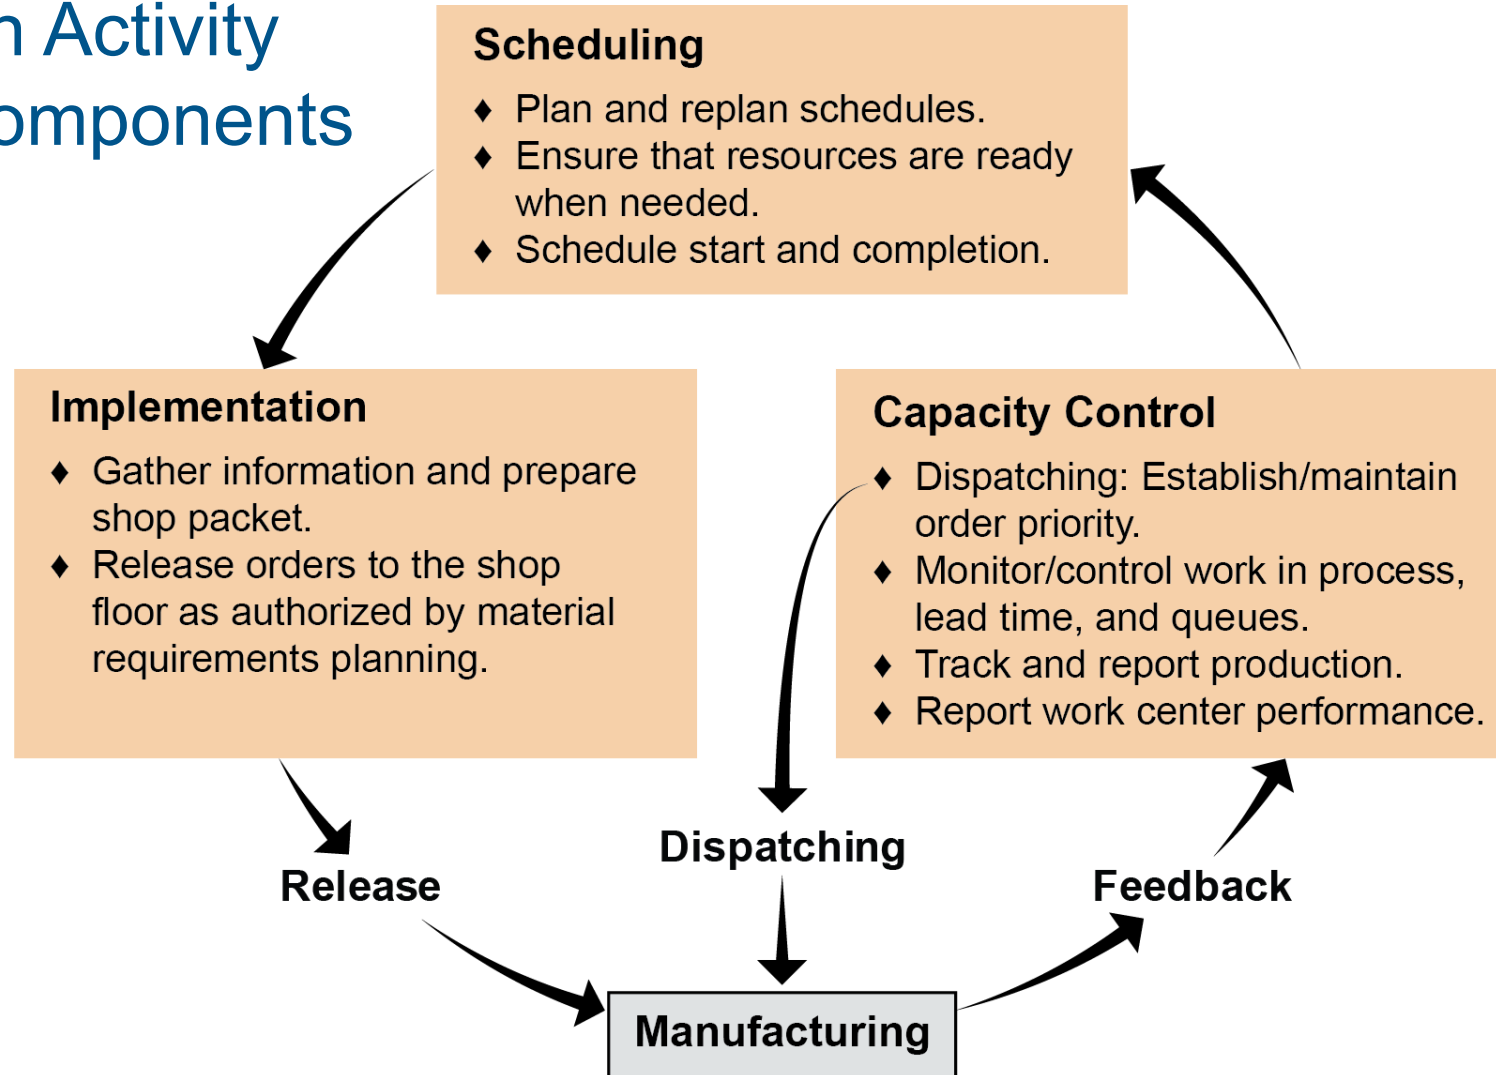 n Activity
omponents
Scheduling
♦ Plan and replan schedules.
♦ Ensure that resources are ready
when needed.
♦ Schedule start and completion.
Implementation
♦ Gather information and prepare
shop packet.
♦ Release orders to the shop
floor as authorized by material
requirements planning.
Capacity Control
♦ Dispatching: Establish/maintain
order priority.
♦ Monitor/control work in process,
lead time, and queues.
♦ Track and report production.
♦ Report work center performance.
Release
Dispatching
Feedback
Manufacturing